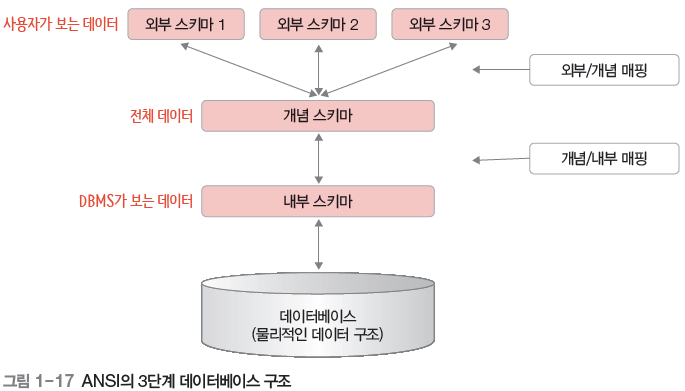 사용자가 보는 데이터
외부 스키마 1
외부 스키마 2
외부 스키마 3
외부/개념 매핑
전체 데이터
개념 스키마
개념/내부 매핑
DBMS가 보는 데이터
내부 스키마
데이터베이스
(물리적인 데이터 구조)
그림 1-17 ANSI의 3단계 데이터베이스 구조